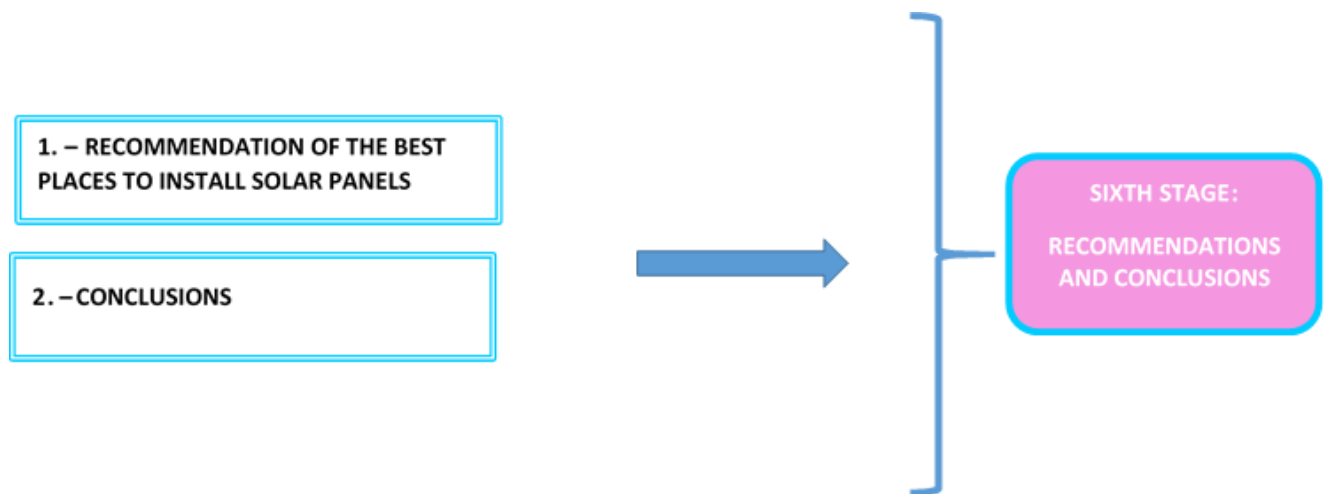 1. – RECOMMENDATION OF THE BEST
PLACES TO INSTALL SOLAR PANELS
2. – CONCLUSIONS
SIXTH STAGE:
RECOMMENDATIONS
AND CONCLUSIONS